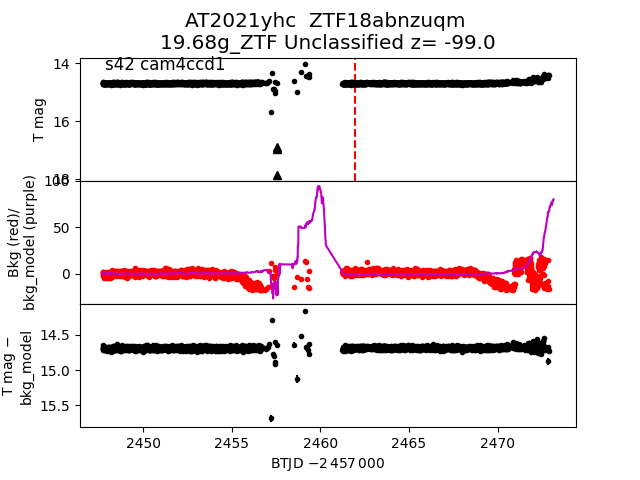 AT2021yhc  ZTF18abnzuqm
19.68g_ZTF Unclassified z= -99.0
s42 cam4ccd1
14
16
18
T mag
100
50
0
Bkg (red)/
bkg_model (purple)
14.5
15.0
15.5
T mag −
bkg_model
2450
2455
2460
2465
2470
BTJD −2 457 000